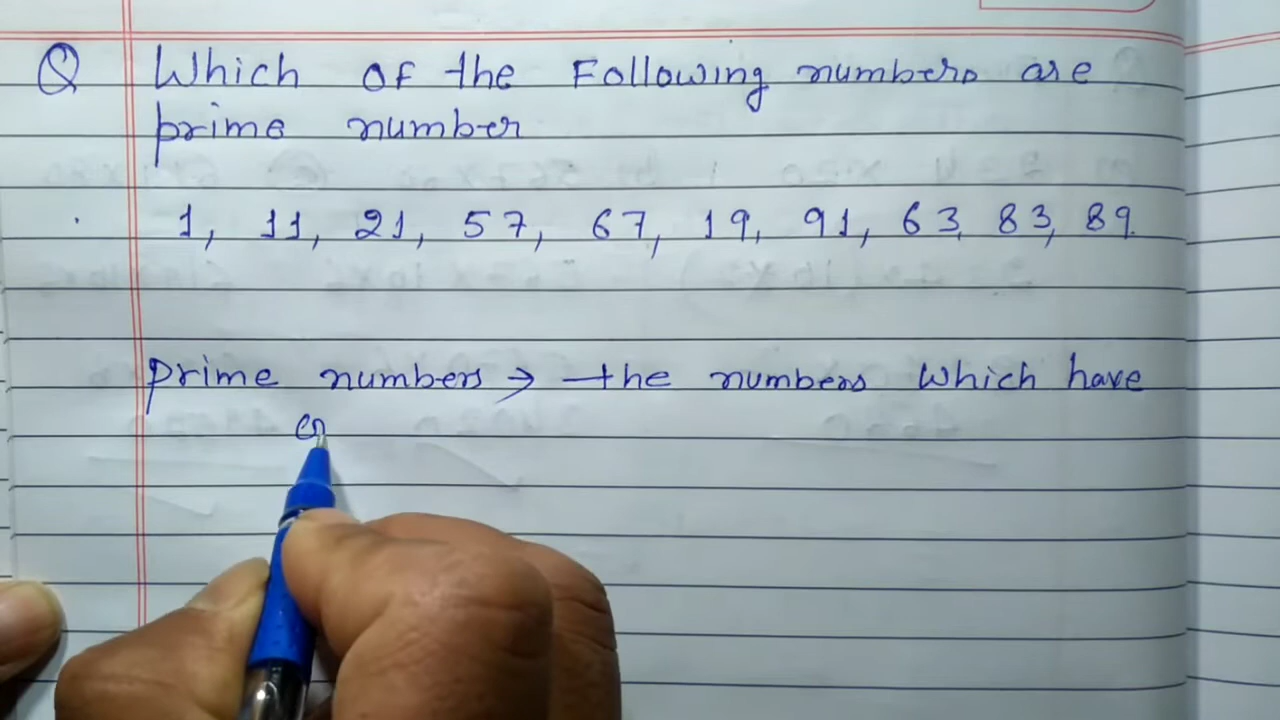 Q Which of the Following numbers are
prime number
1, 11, 21, 57, 67, 19, 91, 63, 83, 89.
prime numbers → the numbers which have